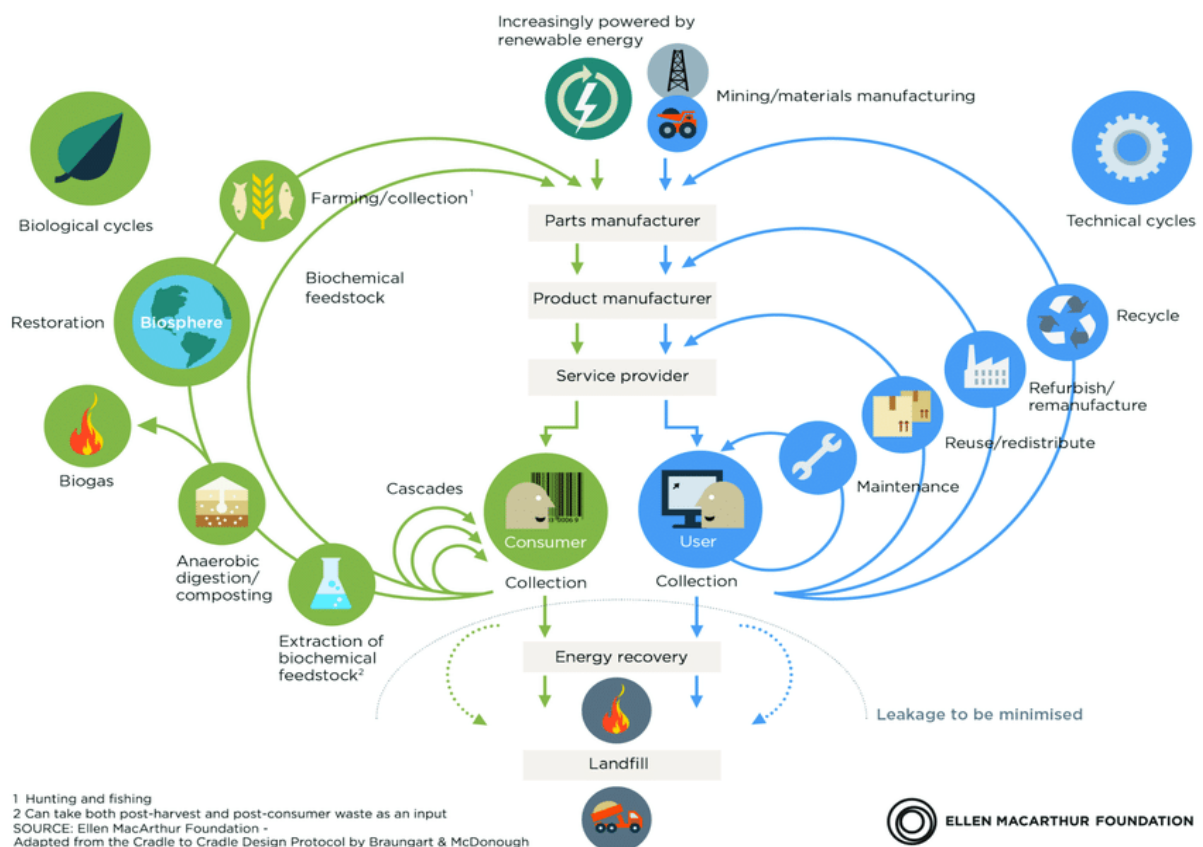 Increasingly powered by
renewable energy
Mining/materials manufacturing
Biological cycles
Technical cycles
Farming/collection¹
Parts manufacturer
Biochemical
feedstock
Product manufacturer
Restoration
Biosphere
Recycle
Service provider
Refurbish/
remanufacture
Reuse/redistribute
Biogas
Cascades
Maintenance
Consumer
User
Anaerobic
digestion/
composting
Collection
Collection
Extraction of
biochemical
feedstock²
Energy recovery
Leakage to be minimised
Landfill
1 Hunting and fishing
2 Can take both post-harvest and post-consumer waste as an input
SOURCE: Ellen MacArthur Foundation -
Adapted from the Cradle to Cradle Design Protocol by Braungart & McDonough
ELLEN MACARTHUR FOUNDATION